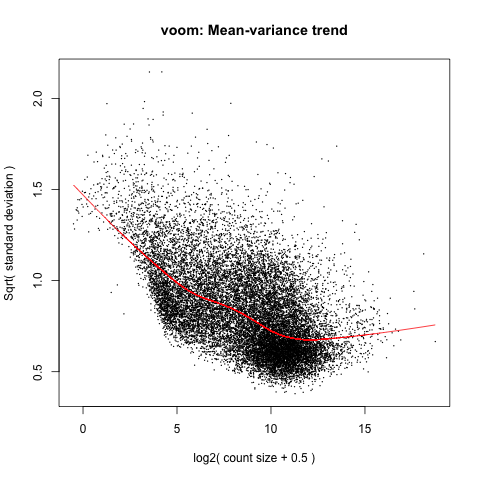 voom: Mean-variance trend
Sqrt( standard deviation )
2.0
1.5
1.0
0.5
0 5 10 15
log2( count size + 0.5 )